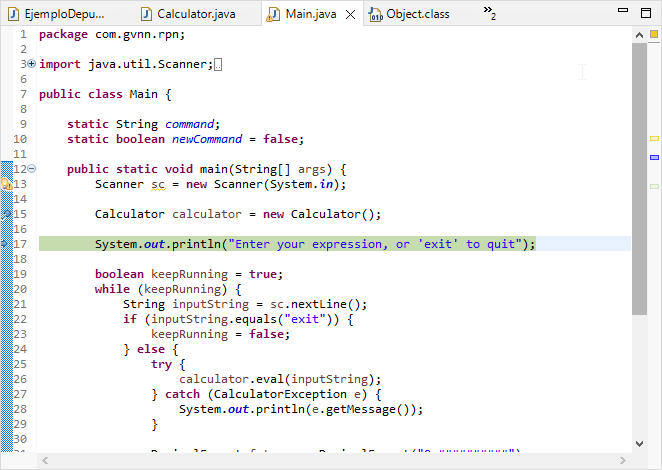 EjemploDepu... Calculator.java Main.java Object.class »2
1 package com.gvnn.rpn;
2
3 import java.util.Scanner;
6
7 public class Main {
8
9 static String command;
10 static boolean newCommand = false;
11
12 public static void main(String[] args) {
13 Scanner sc = new Scanner(System.in);
14
15 Calculator calculator = new Calculator();
16
17 System.out.println("Enter your expression, or 'exit' to quit");
18
19 boolean keepRunning = true;
20 while (keepRunning) {
21 String inputString = sc.nextLine();
22 if (inputString.equals("exit")) {
23 keepRunning = false;
24 } else {
25 try {
26 calculator.eval(inputString);
27 } catch (CalculatorException e) {
28 System.out.println(e.getMessage());
29 }
30